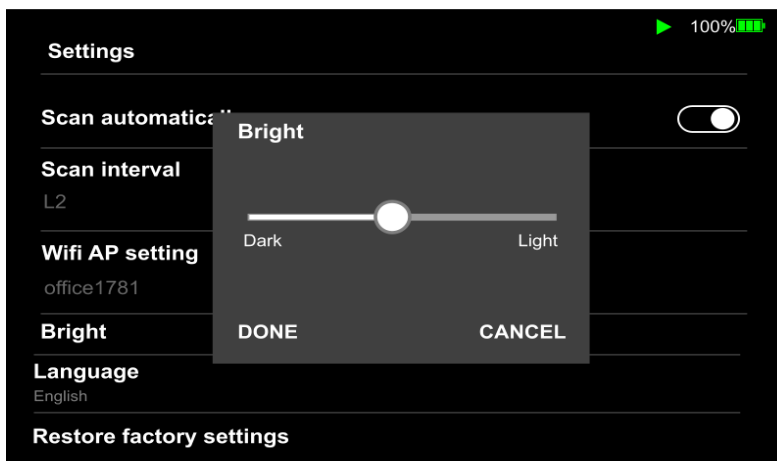 100%
Settings
Scan automatica
Bright
Scan interval
L2
Dark Light
Wifi AP setting
office1781
Bright
DONE CANCEL
Language
English
Restore factory settings